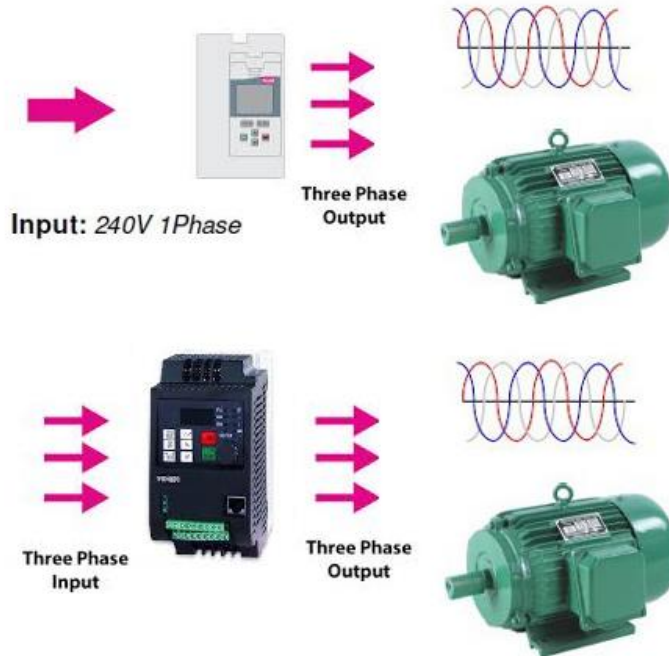 Input: 240V 1Phase
Three Phase
Output
Three Phase
Input
Three Phase
Output